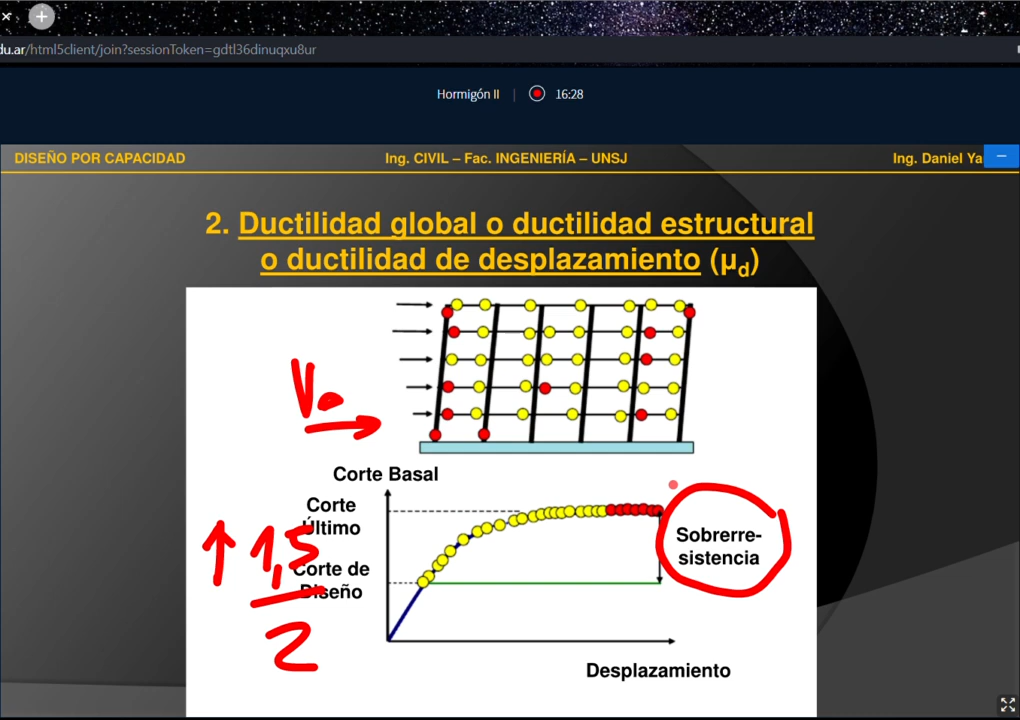 du.ar/html5client/join?sessionToken=gdtl36dinuqxu8ur
Hormigón II | 16:28
DISEÑO POR CAPACIDAD
Ing. CIVIL – Fac. INGENIERÍA – UNSJ
Ing. Daniel Ya
2. Ductilidad global o ductilidad estructural
o ductilidad de desplazamiento (μd)
Vo
Corte Basal
Corte
Último
Corte de
Diseño
1,5
2
Sobrerre-
sistencia
Desplazamiento